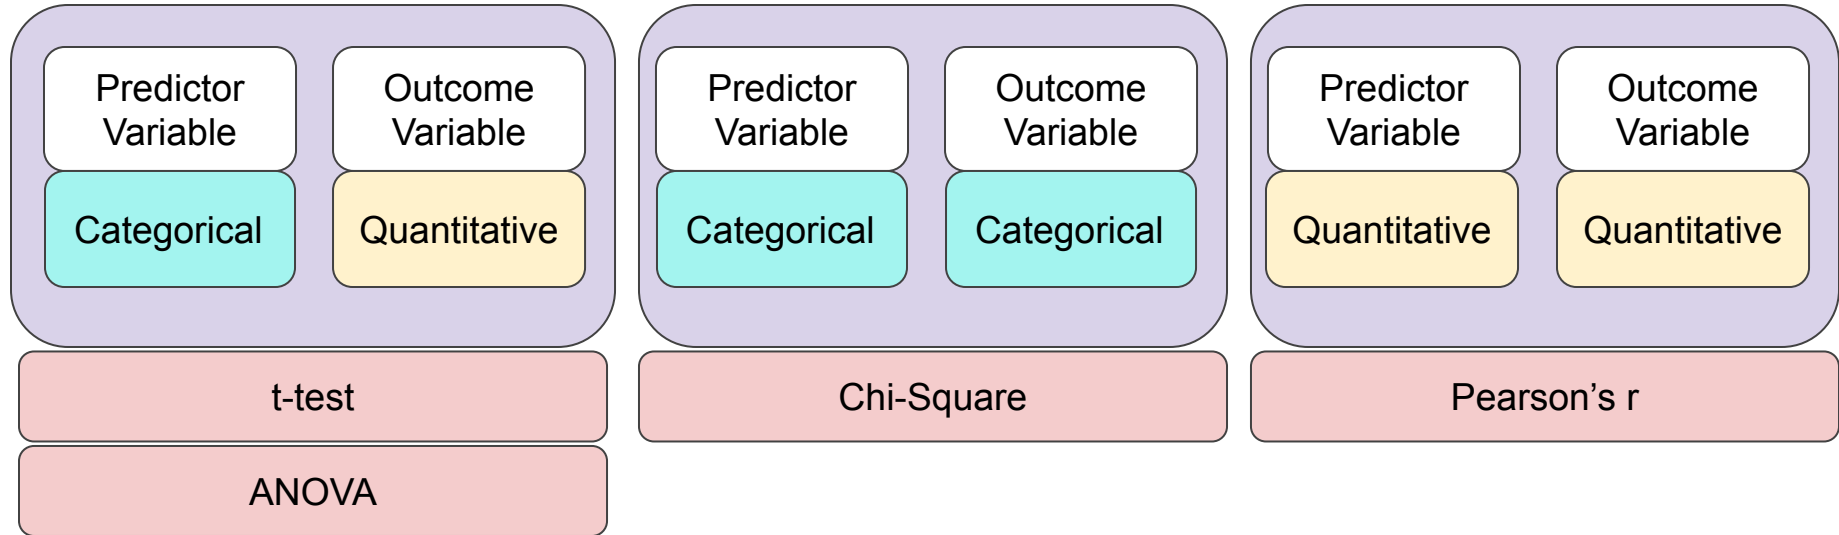 Predictor
Variable
Outcome
Variable
Categorical
Quantitative
t-test
ANOVA
Predictor
Variable
Outcome
Variable
Categorical
Categorical
Chi-Square
Predictor
Variable
Outcome
Variable
Quantitative
Quantitative
Pearson’s r